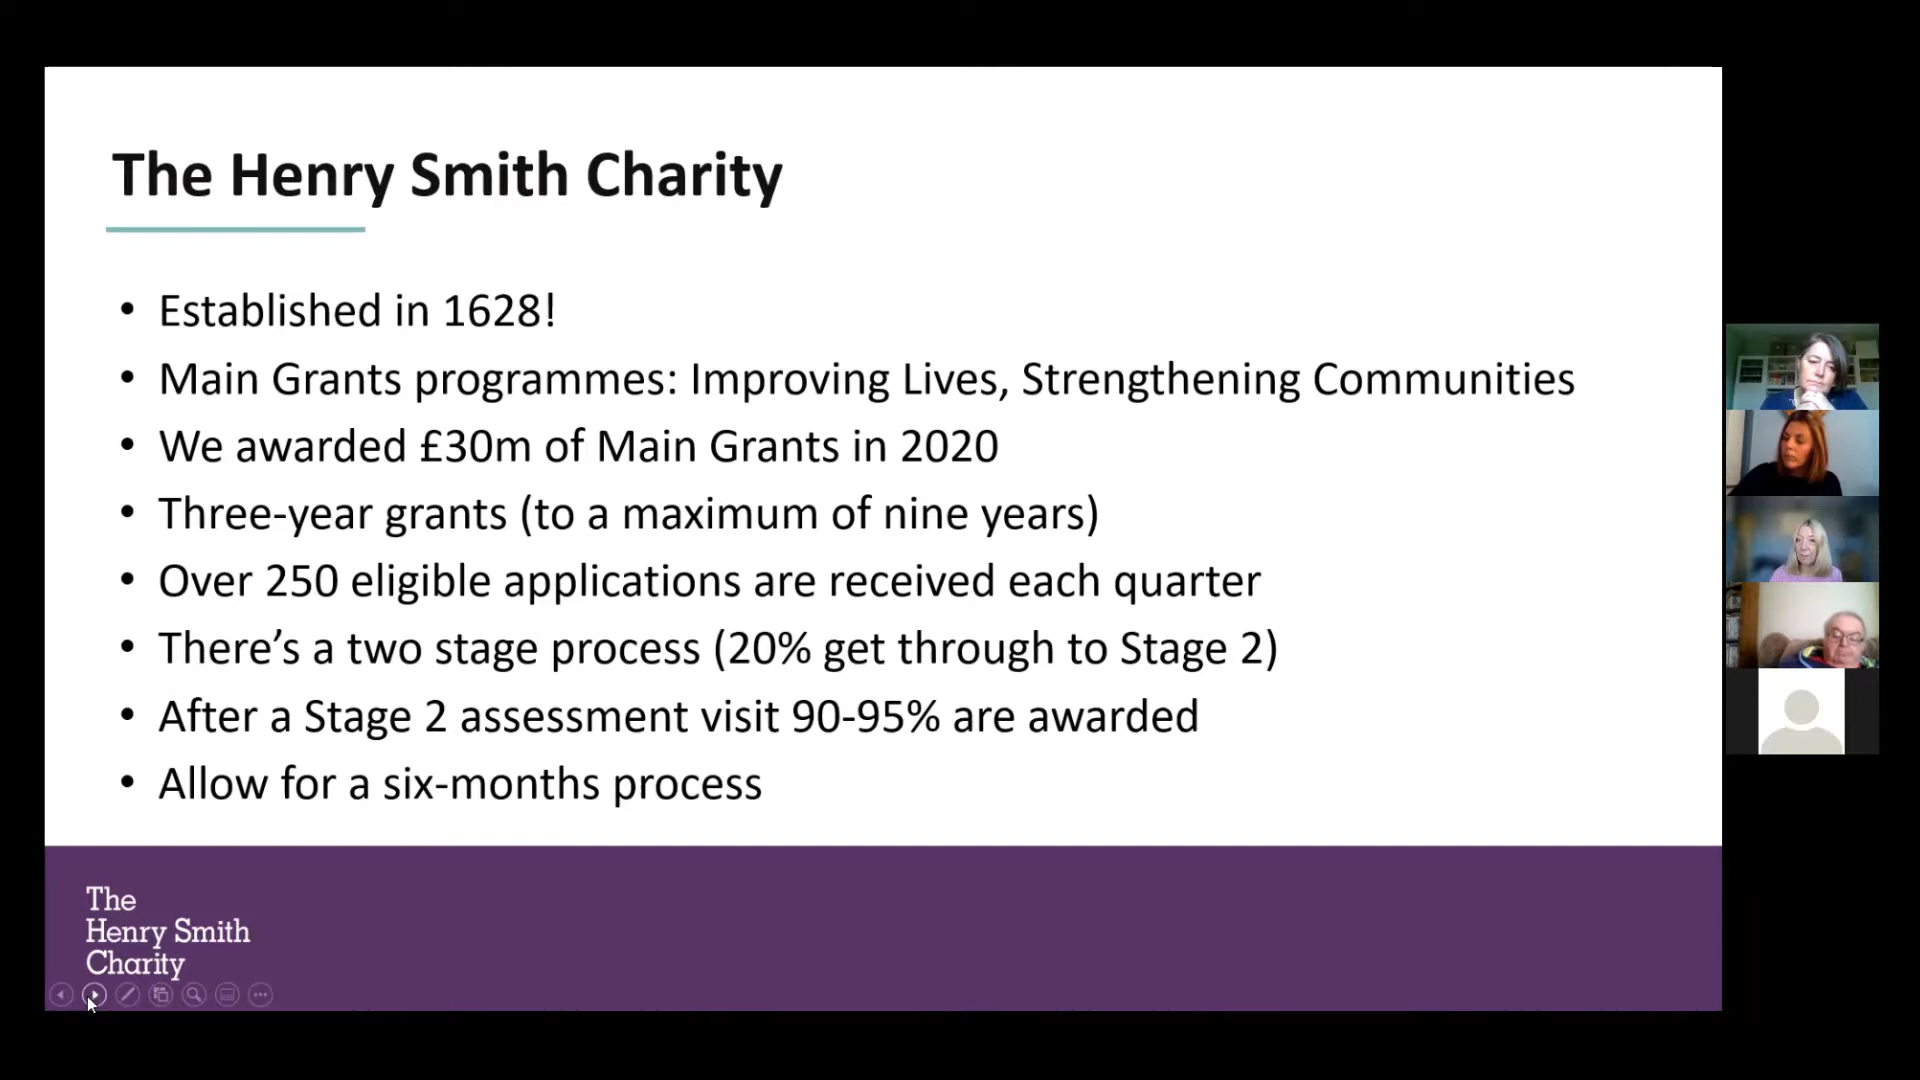 The Henry Smith Charity
• Established in 1628!
• Main Grants programmes: Improving Lives, Strengthening Communities
• We awarded £30m of Main Grants in 2020
• Three-year grants (to a maximum of nine years)
• Over 250 eligible applications are received each quarter
• There’s a two stage process (20% get through to Stage 2)
• After a Stage 2 assessment visit 90-95% are awarded
• Allow for a six-months process
The
Henry Smith
Charity